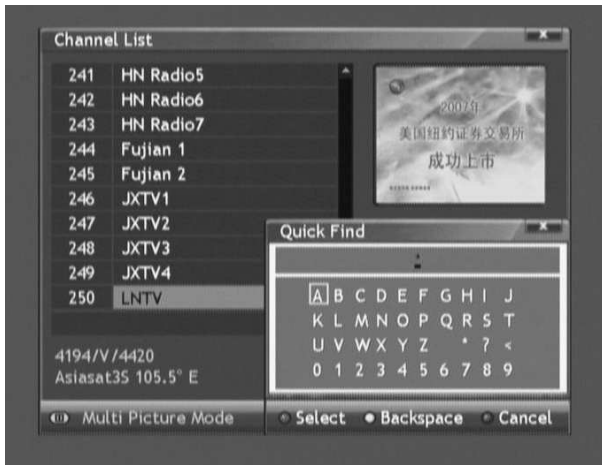 Channel List
x
241 HN Radio5
242 HN Radio6
243 HN Radio7
244 Fujian 1
245 Fujian 2
246 JXTV1
247 JXTV2
248 JXTV3
249 JXTV4
250 LNTV
4194/V/4420
Asiasat3S 105.5° E
Multi Picture Mode
2007年
美国纽约证券交易所
成功上市
Quick Find
x
A B C D E F G H I J
K L M N O P Q R S T
U V W X Y Z * ? <
0 1 2 3 4 5 6 7 8 9
Select Backspace Cancel